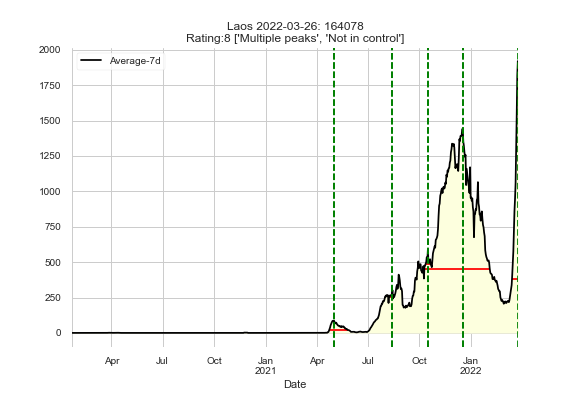 Laos 2022-03-26: 164078
Rating:8 ['Multiple peaks', 'Not in control']
Average-7d
2000
1750
1500
1250
1000
750
500
250
0
Apr Jul Oct Jan Apr Jul Oct Jan
2021 2022
Date